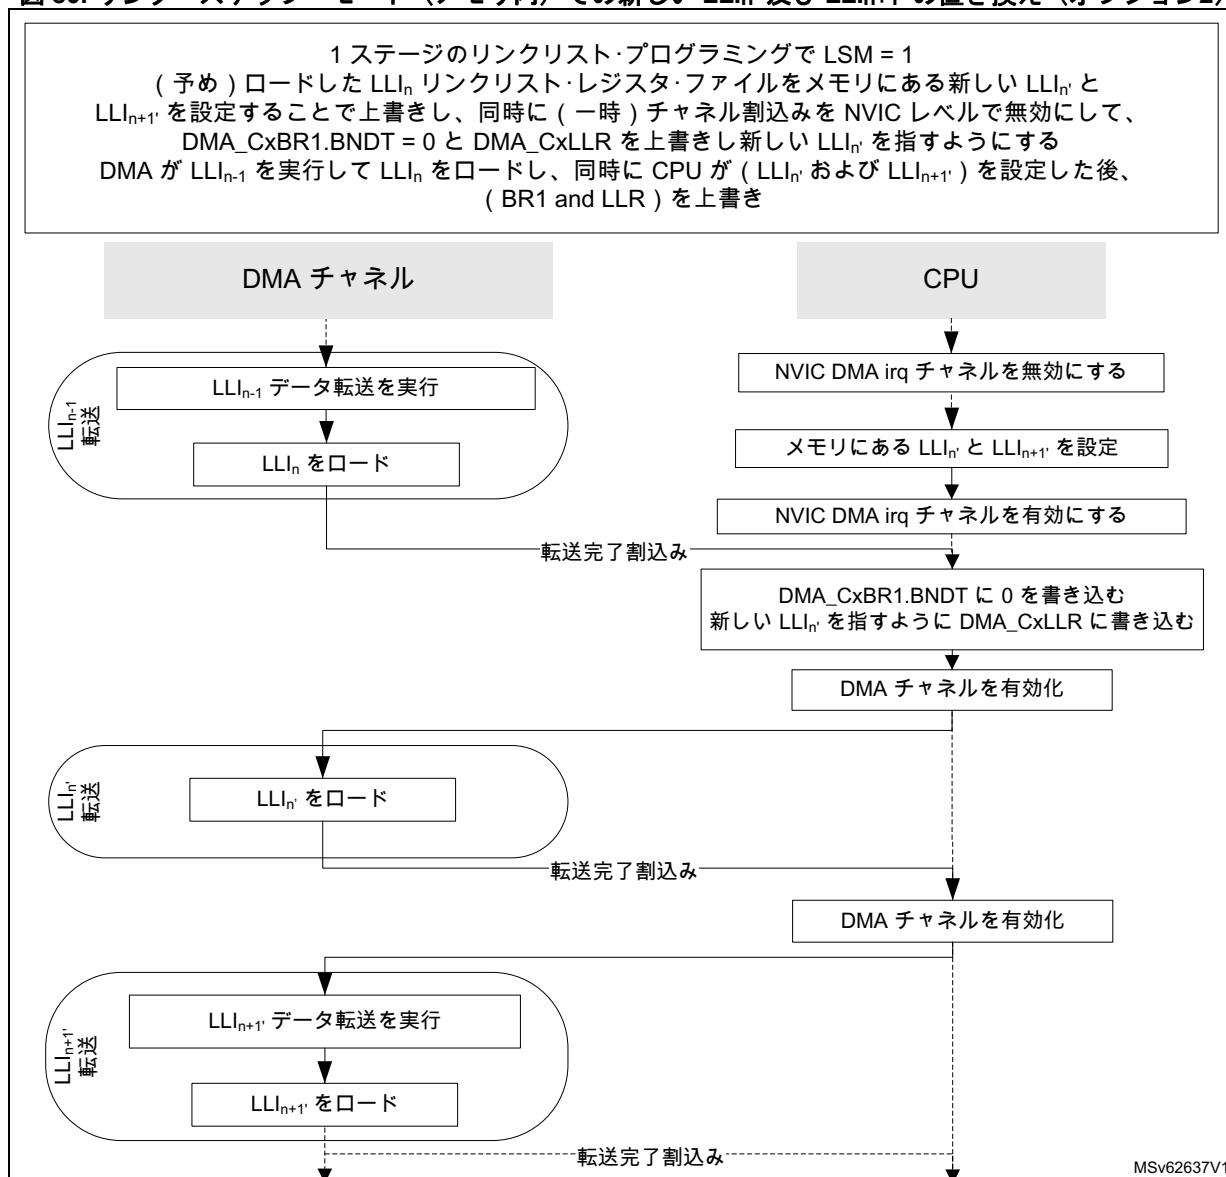 1 ステージのリンクリスト･プログラミングで LSM = 1
( 予め ) ロードした LLIn リンクリスト･レジスタ･ファイルをメモリにある新しい LLIn' と
LLIn+1' を設定することで上書きし、同時に ( 一時 ) チャネル割込みを NVIC レベルで無効にして、
DMA_CxBR1.BNDT = 0 と DMA_CxLLR を上書きし新しい LLIn' を指すようにする
DMA が LLIn-1 を実行して LLIn をロードし、同時に CPU が ( LLIn' および LLIn+1' ) を設定した後、
( BR1 and LLR ) を上書き
DMA チャネル
CPU
LLIn-1
転送
LLIn-1 データ転送を実行
NVIC DMA irq チャネルを無効にする
LLIn をロード
メモリにある LLIn' と LLIn+1' を設定
NVIC DMA irq チャネルを有効にする
転送完了割込み
DMA_CxBR1.BNDT に 0 を書き込む
新しい LLIn' を指すように DMA_CxLLR に書き込む
DMA チャネルを有効化
LLIn'
転送
LLIn' をロード
転送完了割込み
DMA チャネルを有効化
LLIn+1'
転送
LLIn+1' データ転送を実行
LLIn+1' をロード
転送完了割込み
MSv62637V1